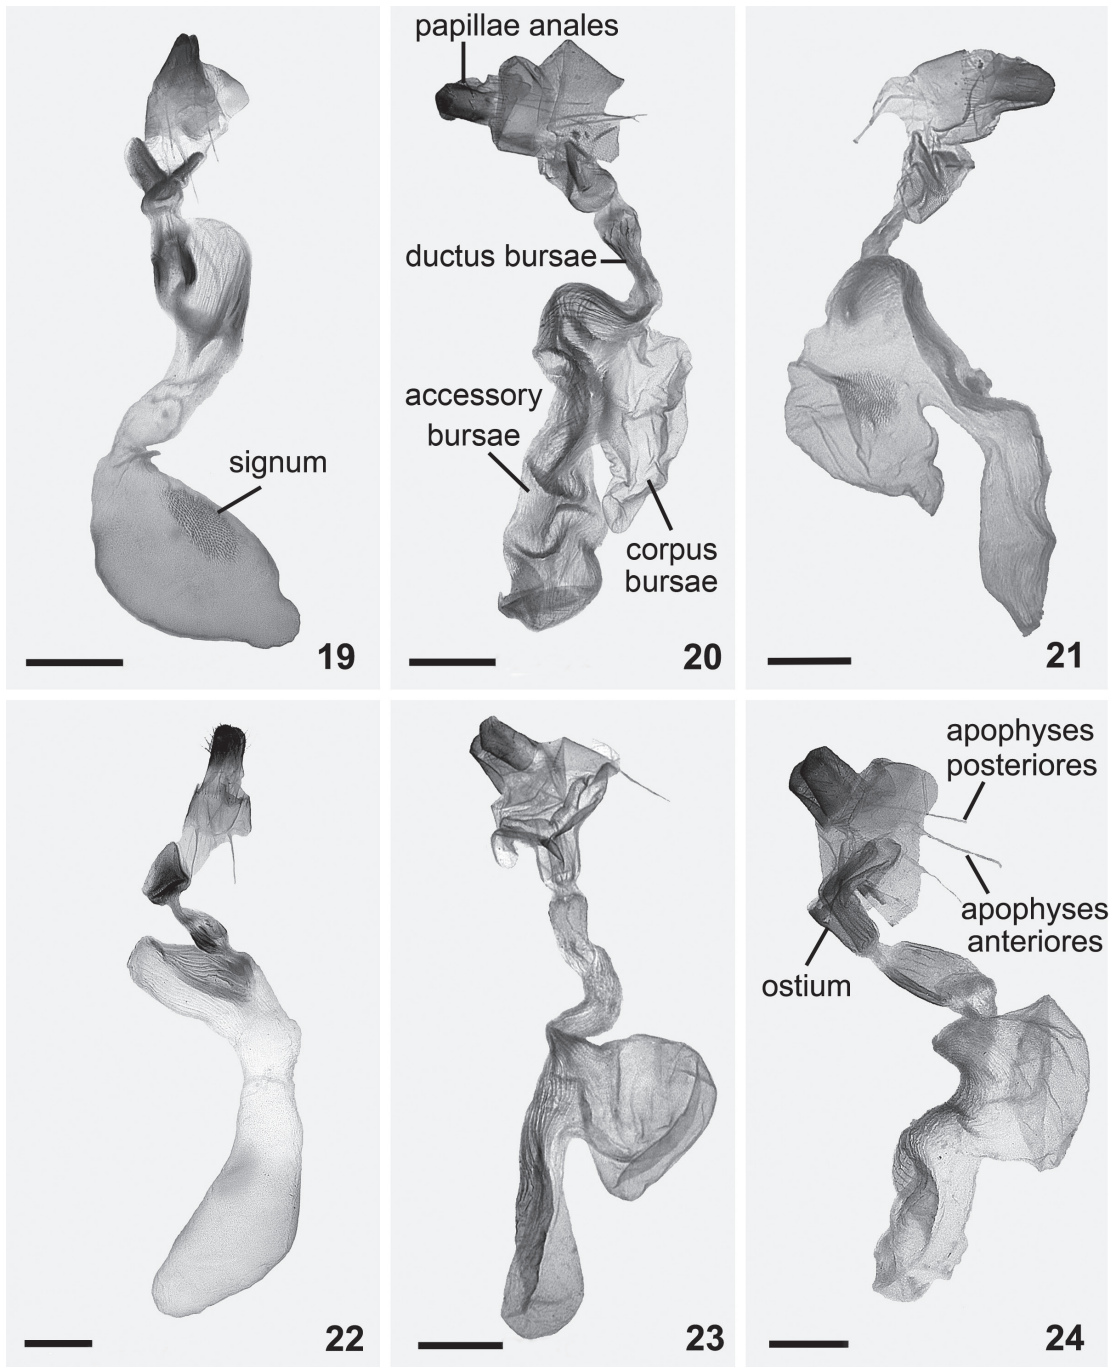 papillae anales
ductus bursae
accessory
bursae
signum
corpus
bursae
19
20
21
apophyses
posteriores
apophyses
anteriores
ostium
22
23
24